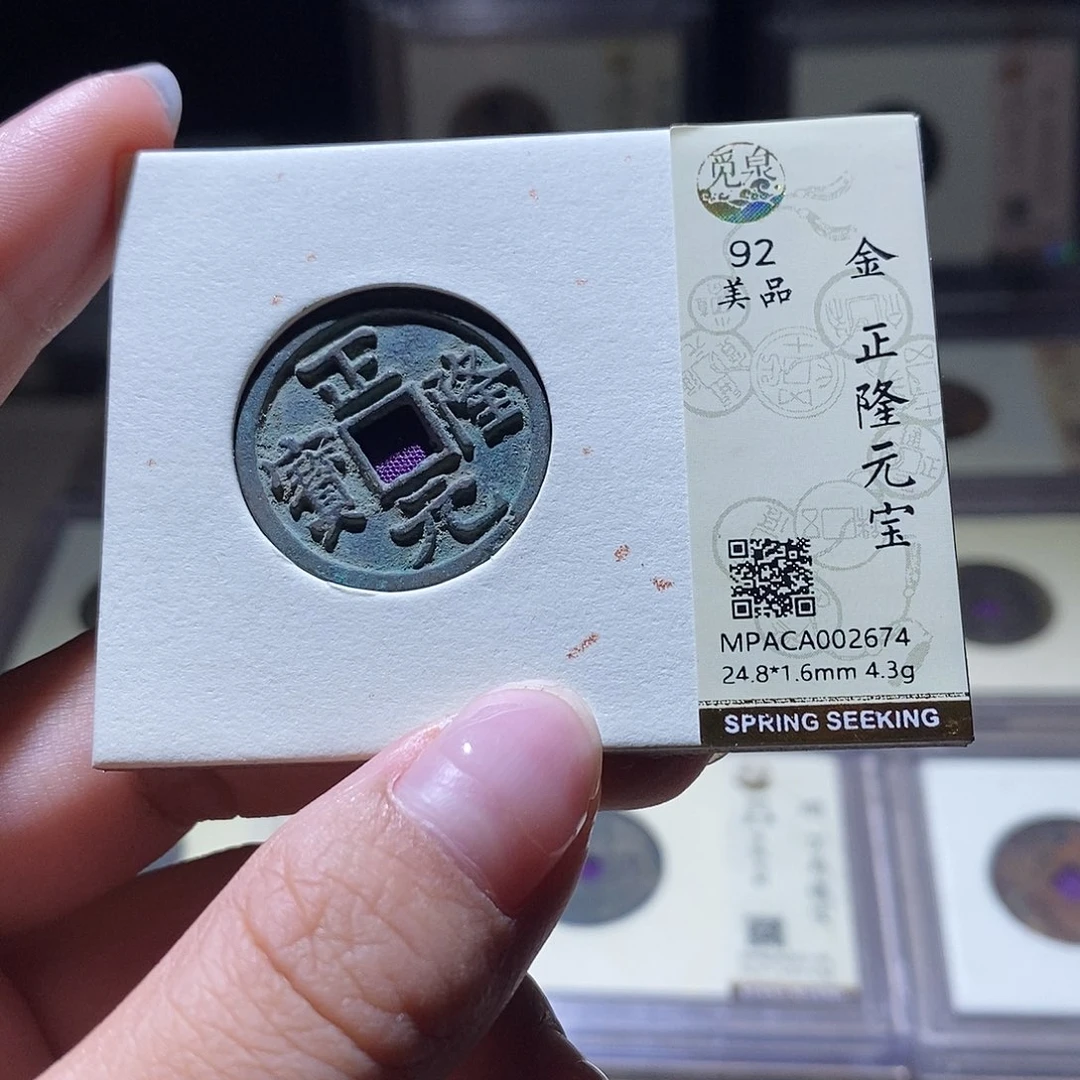 正隆元寳
觅泉
92
美品
金
正隆元宝
MPACA002674
24.8*1.6mm 4.3g
SPRING SEEKING